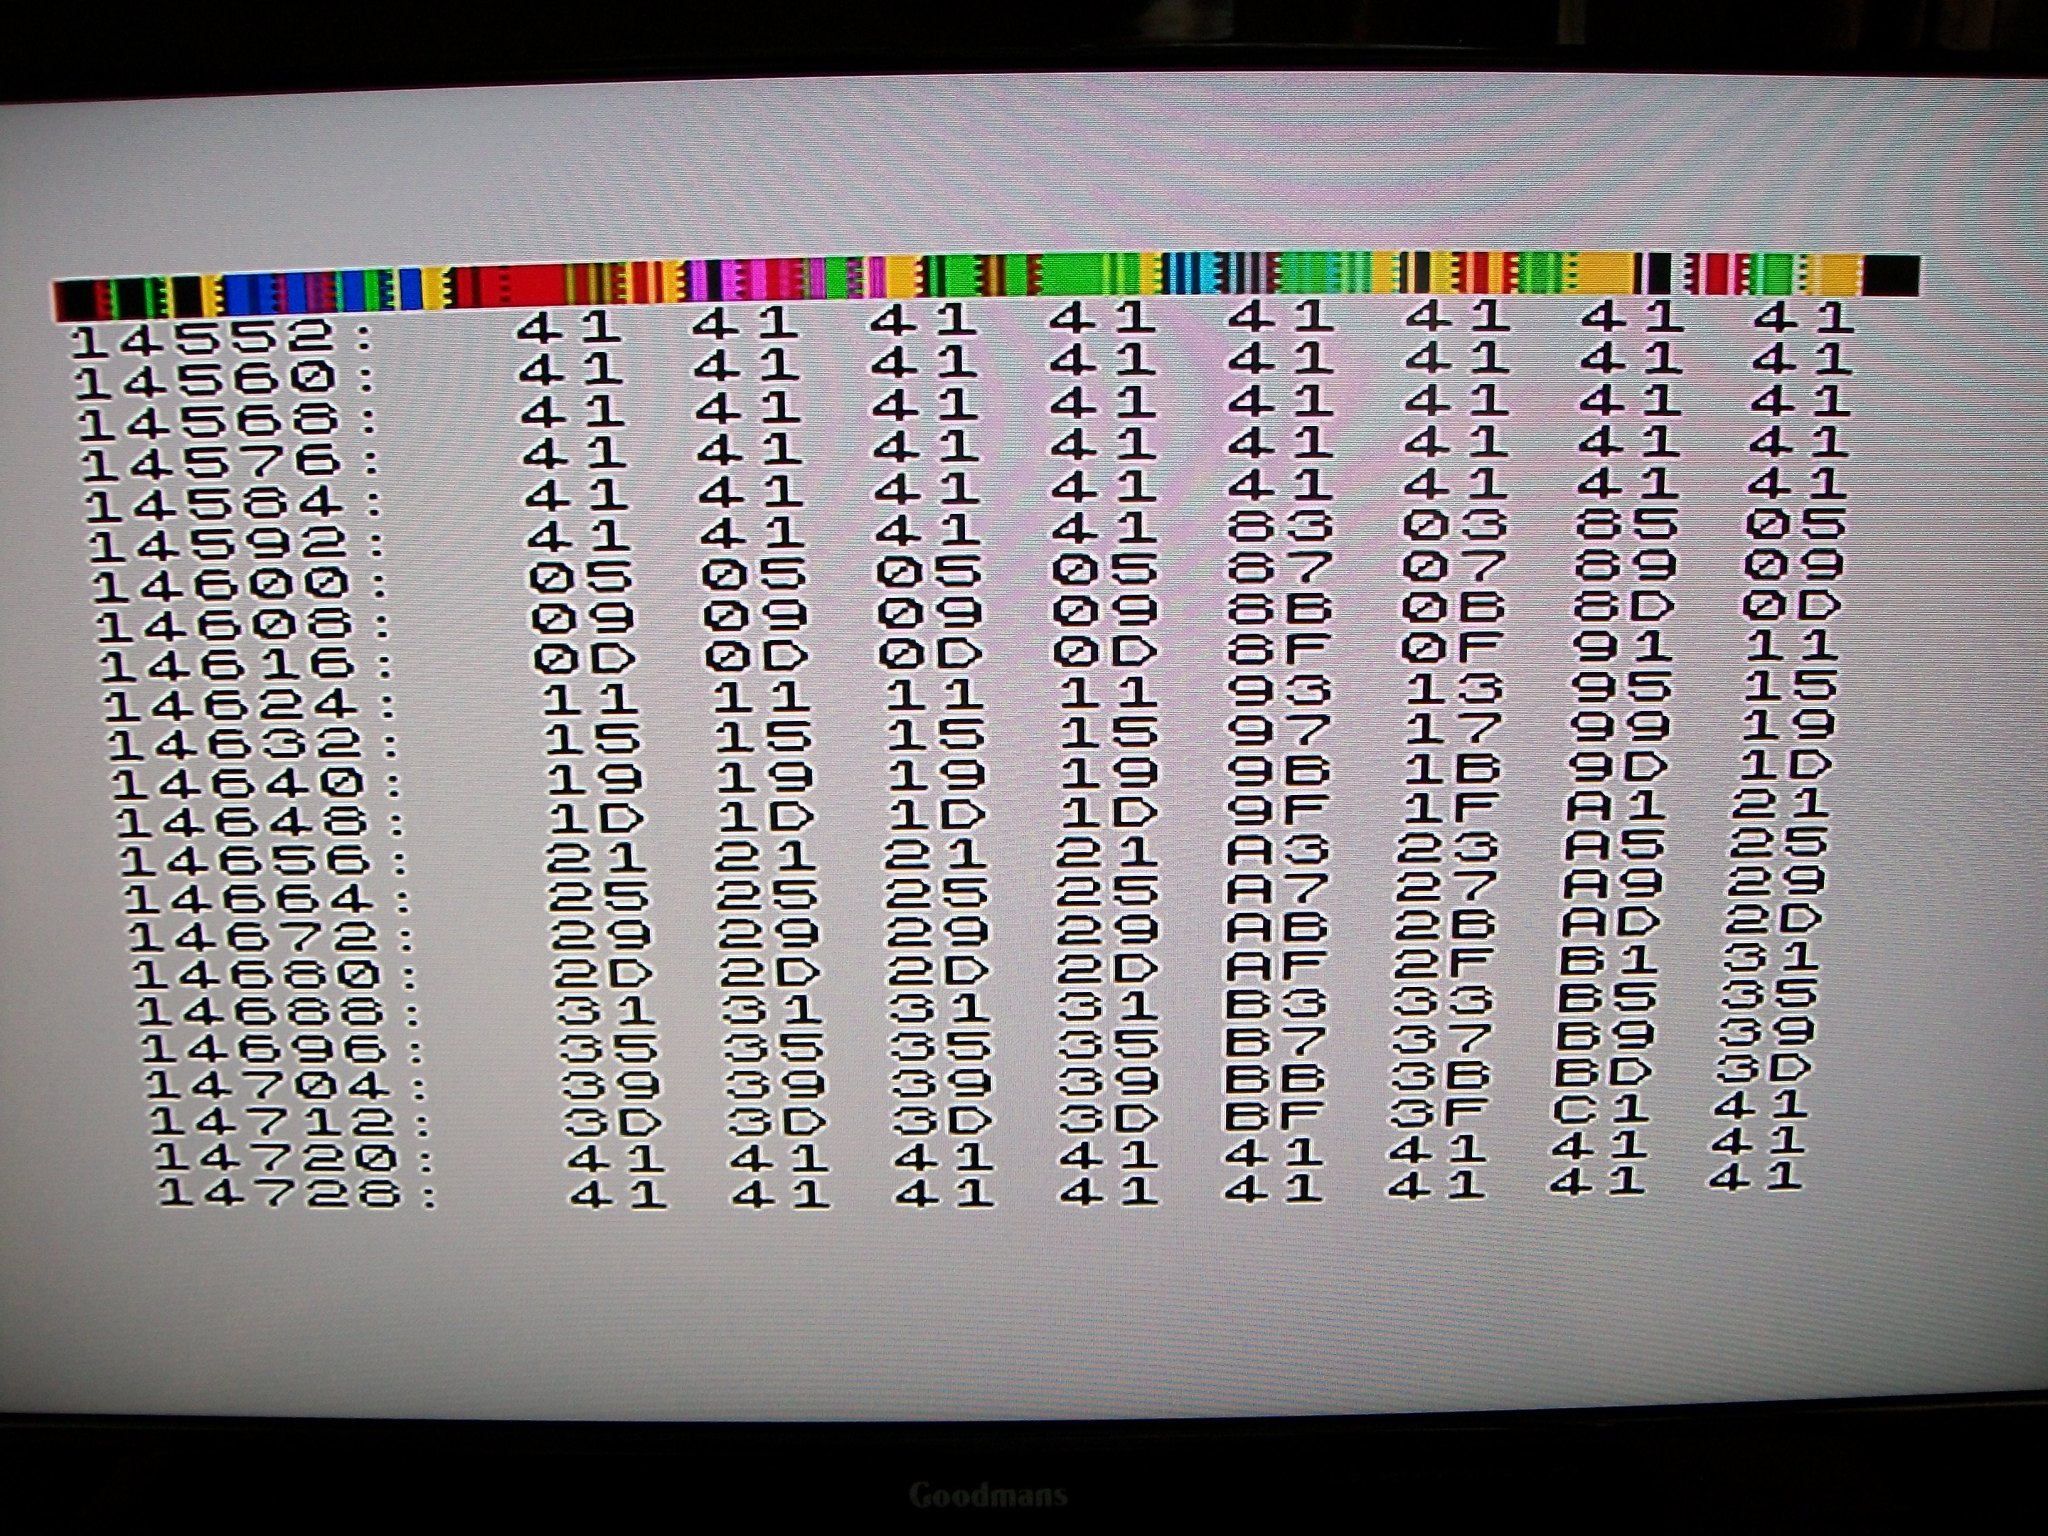 14552: 41 41 41 41 41 41 41 41
14560: 41 41 41 41 41 41 41 41
14568: 41 41 41 41 41 41 41 41
14576: 41 41 41 41 41 41 41 41
14584: 41 41 41 41 41 41 41 41
14592: 41 41 41 41 83 03 85 05
14600: 05 05 05 05 87 07 89 09
14608: 09 09 09 09 8B 0B 8D 0D
14616: 0D 0D 0D 0D 8F 0F 91 11
14624: 11 11 11 11 93 13 95 15
14632: 15 15 15 15 97 17 99 19
14640: 19 19 19 19 9B 1B 9D 1D
14648: 1D 1D 1D 1D 9F 1F A1 21
14656: 21 21 21 21 A3 23 A5 25
14664: 25 25 25 25 A7 27 A9 29
14672: 29 29 29 29 AB 2B AD 2D
14680: 2D 2D 2D 2D AF 2F B1 31
14688: 31 31 31 31 B3 33 B5 35
14696: 35 35 35 35 B7 37 B9 39
14704: 39 39 39 39 BB 3B BD 3D
14712: 3D 3D 3D 3D BF 3F C1 41
14720: 41 41 41 41 41 41 41 41
14728: 41 41 41 41 41 41 41 41
Goodmans